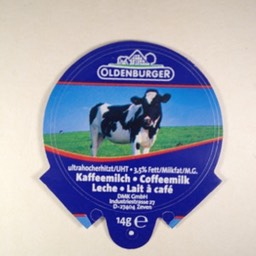 OLDENBURGER
ultrahocherhitzt/UHT • 3,5% Fett/Milkfat/M.G.
Kaffeemilch • Coffeemilk
Leche • Lait à café
DMK GmbH
Industriestrasse 27
D-27404 Zeven
14g e